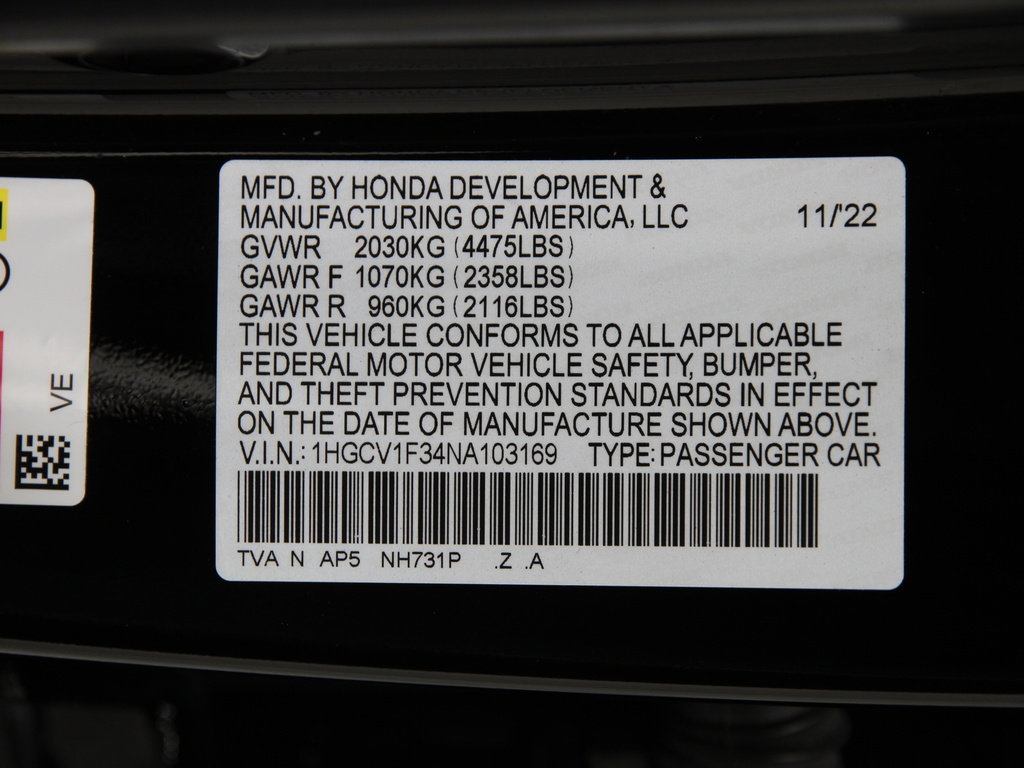 MFD. BY HONDA DEVELOPMENT &
MANUFACTURING OF AMERICA, LLC 11/'22
GVWR 2030KG (4475LBS)
GAWR F 1070KG (2358LBS)
GAWR R 960KG (2116LBS)
THIS VEHICLE CONFORMS TO ALL APPLICABLE
FEDERAL MOTOR VEHICLE SAFETY, BUMPER,
AND THEFT PREVENTION STANDARDS IN EFFECT
ON THE DATE OF MANUFACTURE SHOWN ABOVE.
V.I.N.: 1HGCV1F34NA103169 TYPE: PASSENGER CAR
TVA N AP5 NH731P .Z .A
VE